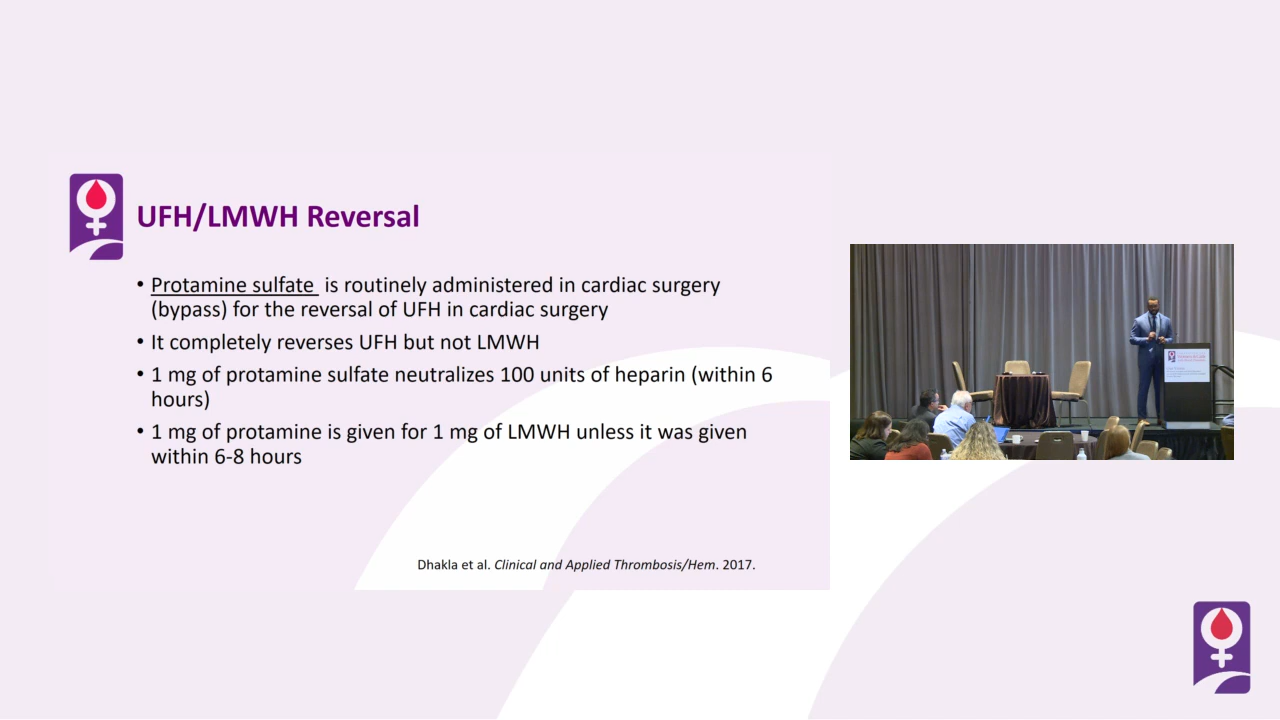 UFH/LMWH Reversal
• Protamine sulfate is routinely administered in cardiac surgery
(bypass) for the reversal of UFH in cardiac surgery
• It completely reverses UFH but not LMWH
• 1 mg of protamine sulfate neutralizes 100 units of heparin (within 6
hours)
• 1 mg of protamine is given for 1 mg of LMWH unless it was given
within 6-8 hours
Dhakla et al. Clinical and Applied Thrombosis/Hem. 2017.